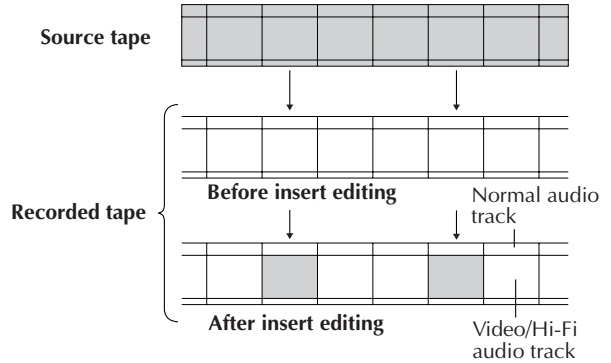 Source tape
Before insert editing
Normal audio
track
Recorded tape
After insert editing
Video/Hi-Fi
audio track